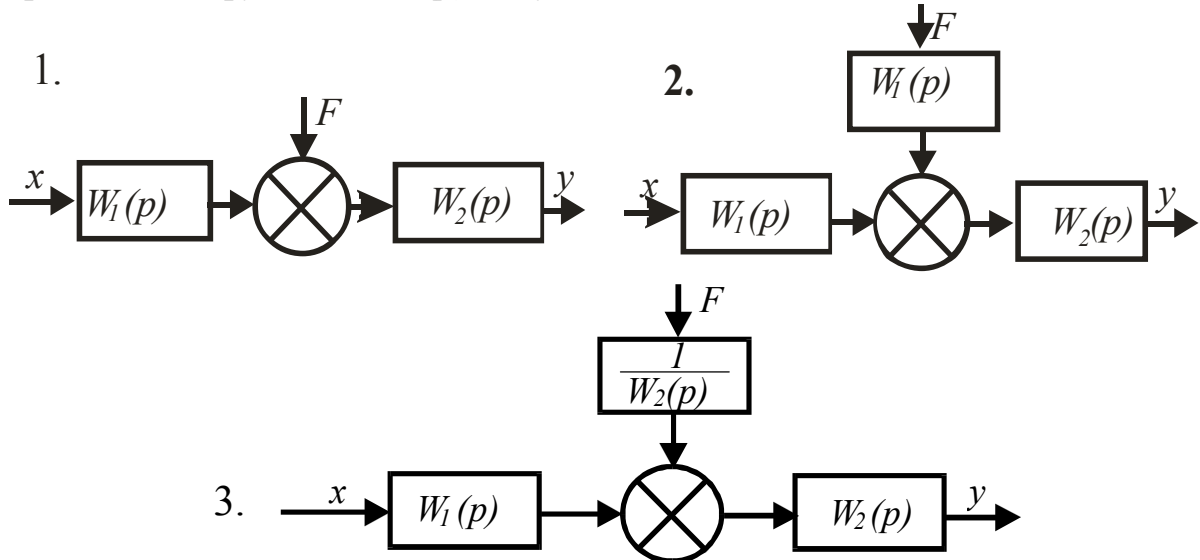 1.
F
x
W₁(p)
W₂(p)
y
2.
F
W₁(p)
x
W₁(p)
W₂(p)
y
3.
F
1
W₂(p)
x
W₁(p)
W₂(p)
y